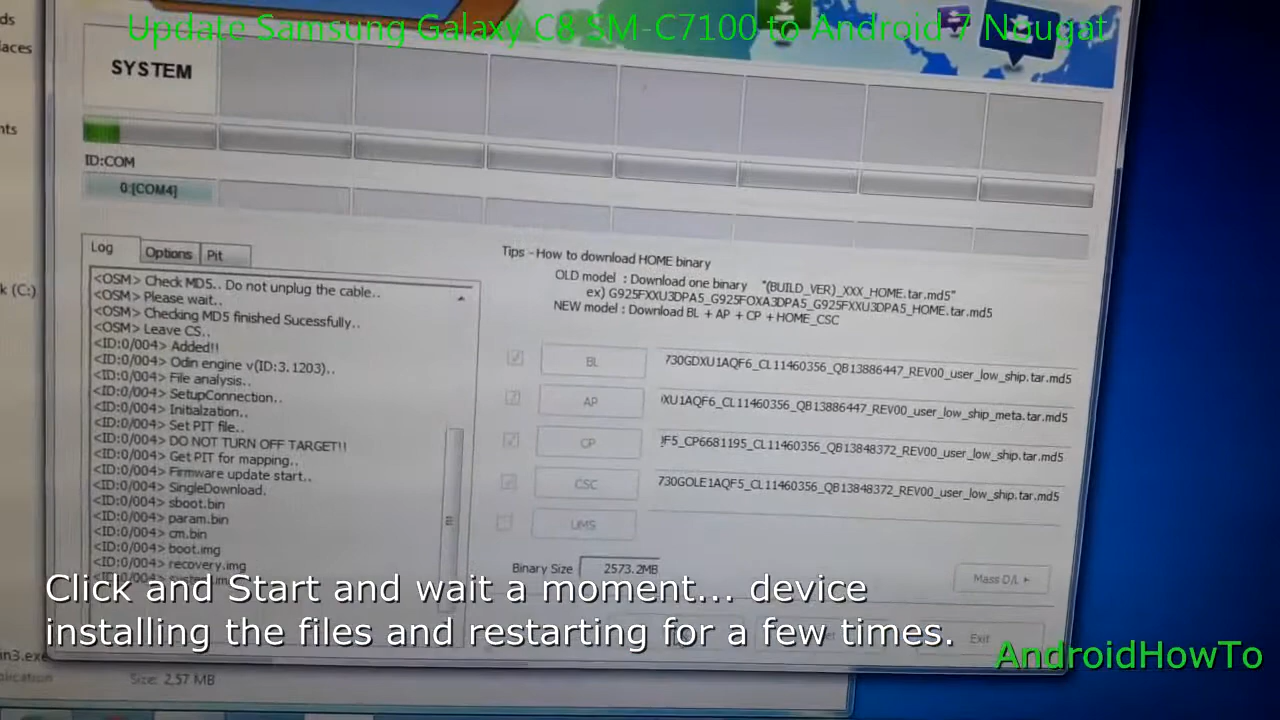 Update Samsung Galaxy C8 SM-C7100 to Android 7 Nougat
SYSTEM
ID:COM
0:[COM4]
Log
Options
Pit
<OSM> Check MD5.. Do not unplug the cable..
<OSM> Please wait..
<OSM> Checking MD5 finished Sucessfully..
<OSM> Leave CS..
<ID:0/004> Added!!
<ID:0/004> Odin engine v(ID:3.1203)..
<ID:0/004> File analysis..
<ID:0/004> SetupConnection..
<ID:0/004> Initialzation..
<ID:0/004> Set PIT file..
<ID:0/004> DO NOT TURN OFF TARGET!!
<ID:0/004> Get PIT for mapping..
<ID:0/004> Firmware update start..
<ID:0/004> SingleDownload.
<ID:0/004> sboot.bin
<ID:0/004> param.bin
<ID:0/004> cm.bin
<ID:0/004> boot.img
<ID:0/004> recovery.img
Tips - How to download HOME binary
OLD model : Download one binary "(BUILD_VER)_XXX_HOME.tar.md5"
ex) G925FXXU3DPA5_G925FOXA3DPA5_G925FXXU3DPA5_HOME.tar.md5
NEW model : Download BL + AP + CP + HOME_CSC
BL
730GDXU1AQF6_CL11460356_QB13886447_REV00_user_low_ship.tar.md5
AP
XU1AQF6_CL11460356_QB13886447_REV00_user_low_ship_meta.tar.md5
CP
F5_CP6681195_CL11460356_QB13848372_REV00_user_low_ship.tar.md5
CSC
730GOLE1AQF5_CL11460356_QB13848372_REV00_user_low_ship.tar.md5
UMS
Binary Size 2573.2MB
Mass D/L
Exit
k (C:)
Click and Start and wait a moment... device
installing the files and restarting for a few times.
AndroidHowTo
in3.exe
Size: 2,57 MB